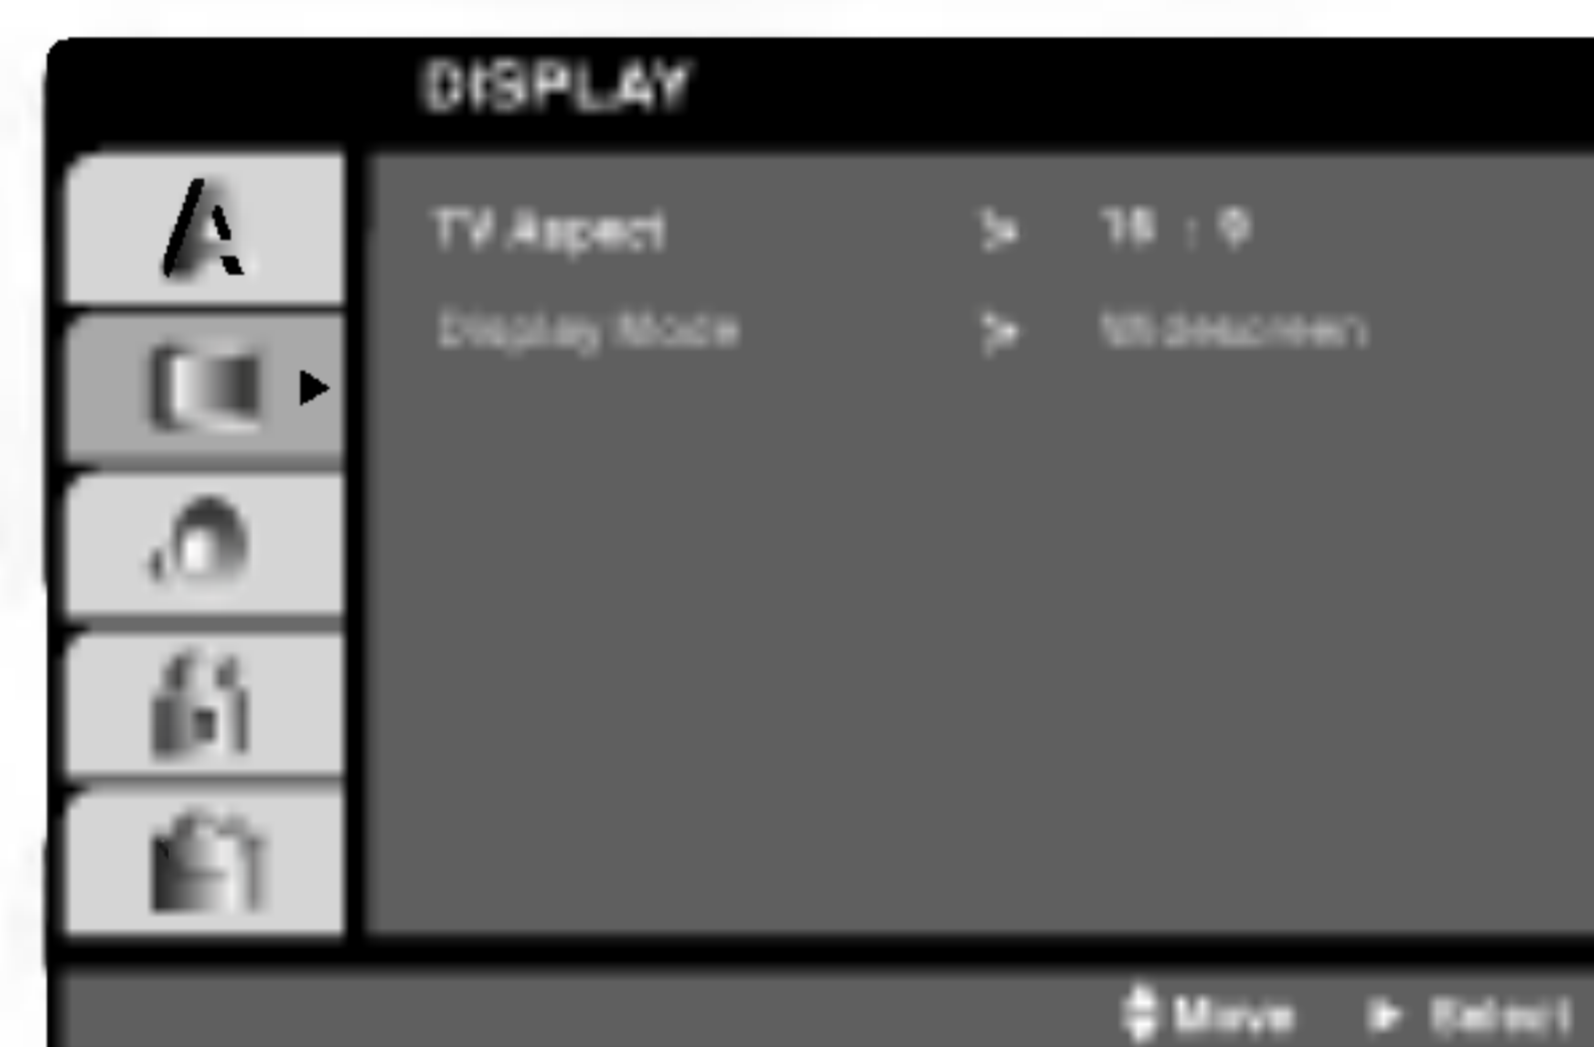 DISPLAY
A
TV Aspect > 16 : 9
Display Mode > Widescreen
Move Select